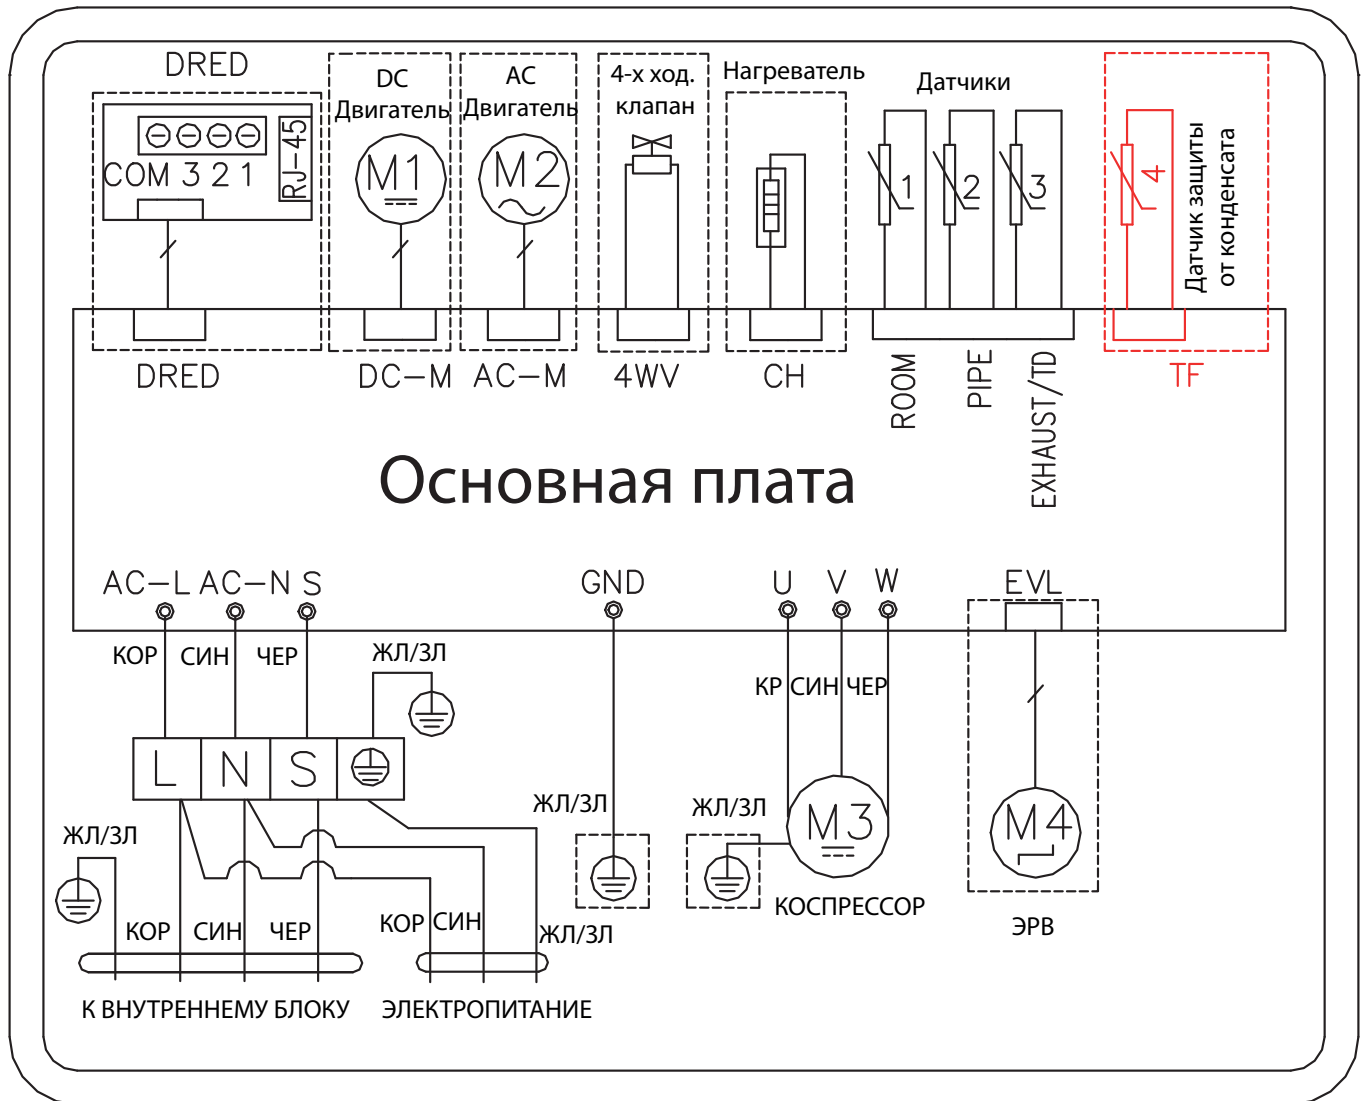 DRED
COM 3 2 1
RJ-45
DC
Двигатель
M1
AC
Двигатель
M2
4-х ход.
клапан
Нагреватель
Датчики
1
2
3
4
Датчик защиты
от конденсата
DRED
DC-M
AC-M
4WV
CH
ROOM
PIPE
EXHAUST/TD
TF
Основная плата
AC-L AC-N S
GND
U V W
EVL
КОР СИН ЧЕР
ЖЛ/ЗЛ
КР СИН ЧЕР
L N S
ЖЛ/ЗЛ
ЖЛ/ЗЛ
ЖЛ/ЗЛ
M3
M4
КОСПРЕССОР
ЭРВ
КОР СИН ЧЕР
КОР СИН
ЖЛ/ЗЛ
К ВНУТРЕННЕМУ БЛОКУ
ЭЛЕКТРОПИТАНИЕ